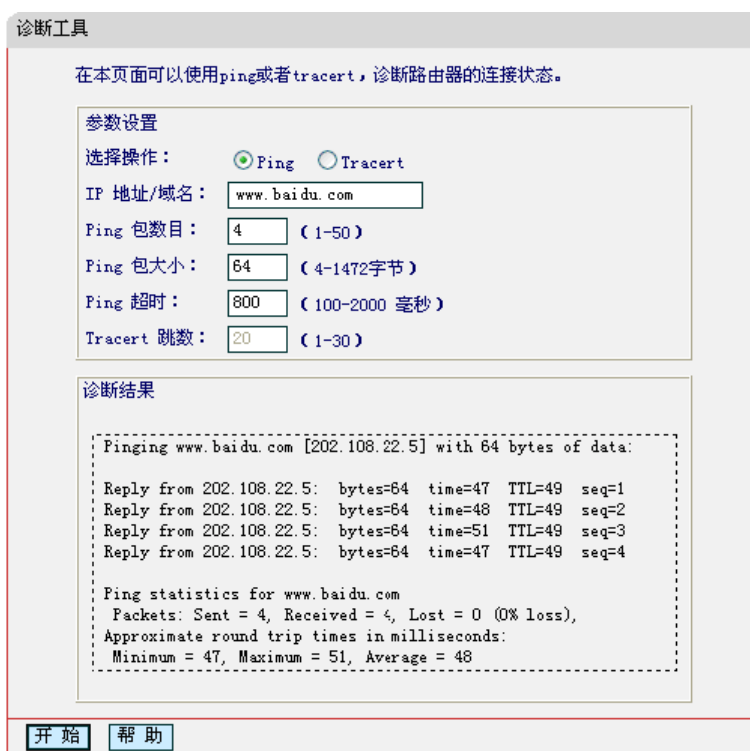 诊断工具
在本页面可以使用ping或者tracert，诊断路由器的连接状态。
参数设置
选择操作： Ping Tracert
IP 地址/域名： www.baidu.com
Ping 包数目： 4 （1-50）
Ping 包大小： 64 （4-1472字节）
Ping 超时： 800 （100-2000 毫秒）
Tracert 跳数： 20 （1-30）
诊断结果
Pinging www.baidu.com [202.108.22.5] with 64 bytes of data:
Reply from 202.108.22.5: bytes=64 time=47 TTL=49 seq=1
Reply from 202.108.22.5: bytes=64 time=48 TTL=49 seq=2
Reply from 202.108.22.5: bytes=64 time=51 TTL=49 seq=3
Reply from 202.108.22.5: bytes=64 time=47 TTL=49 seq=4
Ping statistics for www.baidu.com
Packets: Sent = 4, Received = 4, Lost = 0 (0% loss),
Approximate round trip times in milliseconds:
Minimum = 47, Maximum = 51, Average = 48
开 始 帮 助